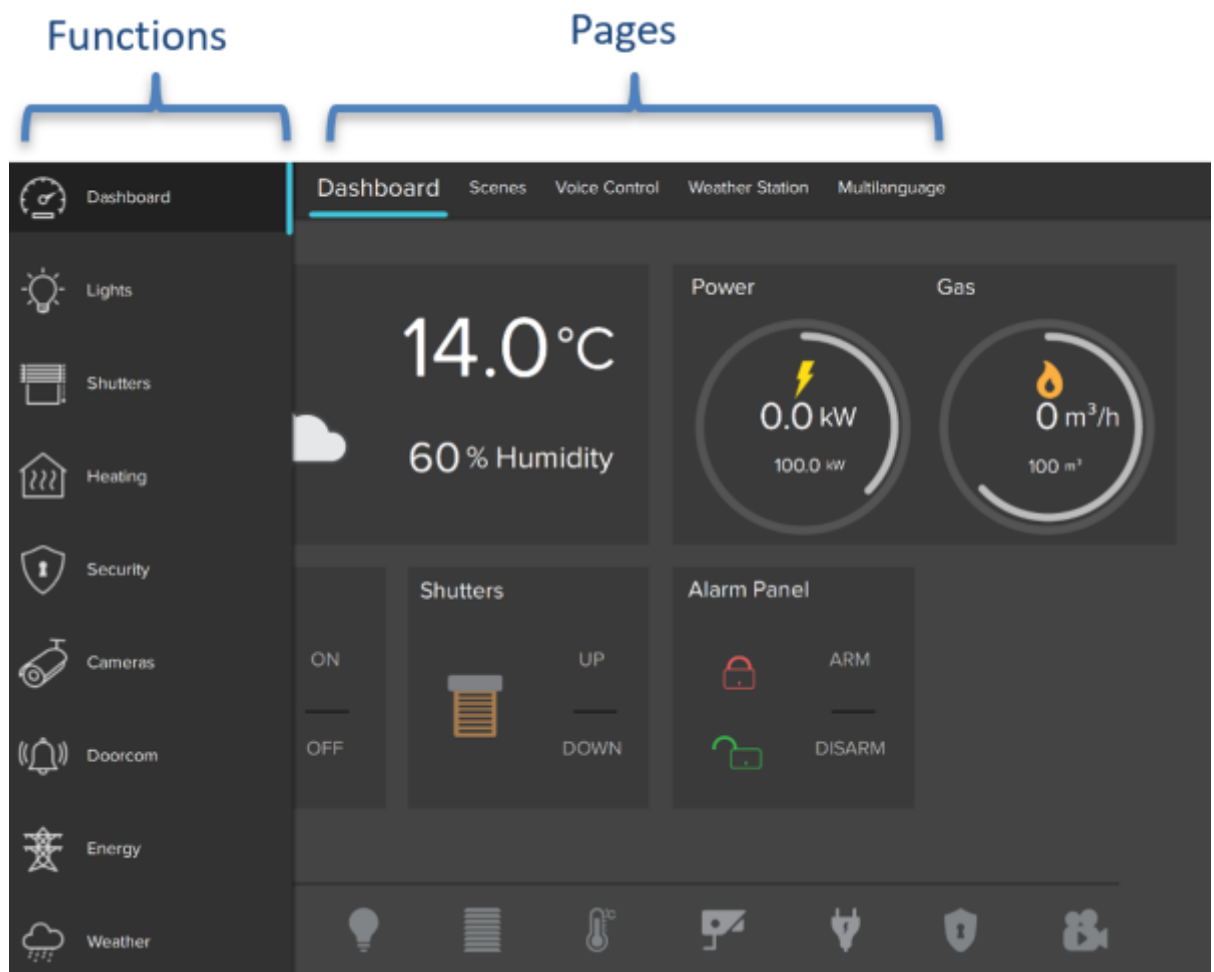 Functions
Pages
Dashboard
Lights
Shutters
Heating
Security
Cameras
Doorcom
Energy
Weather
Dashboard Scenes Voice Control Weather Station Multilanguage
14.0 °C
60 % Humidity
Power
0.0 kW
100.0 kW
Gas
0 m³/h
100 m³
ON
OFF
Shutters
UP
DOWN
Alarm Panel
ARM
DISARM
°C